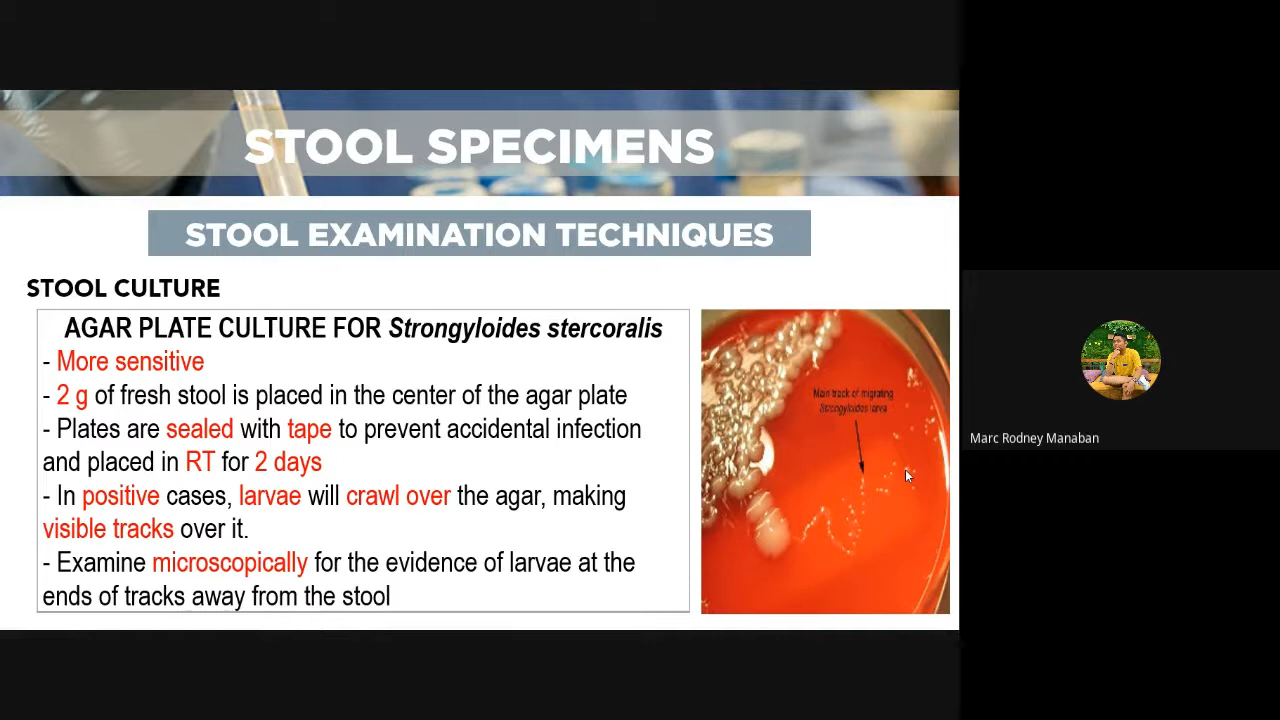 STOOL SPECIMENS
STOOL EXAMINATION TECHNIQUES
STOOL CULTURE
AGAR PLATE CULTURE FOR Strongyloides stercoralis
- More sensitive
- 2 g of fresh stool is placed in the center of the agar plate
- Plates are sealed with tape to prevent accidental infection
and placed in RT for 2 days
- In positive cases, larvae will crawl over the agar, making
visible tracks over it.
- Examine microscopically for the evidence of larvae at the
ends of tracks away from the stool
Main track of migrating
Strongyloides larva
Marc Rodney Manaban